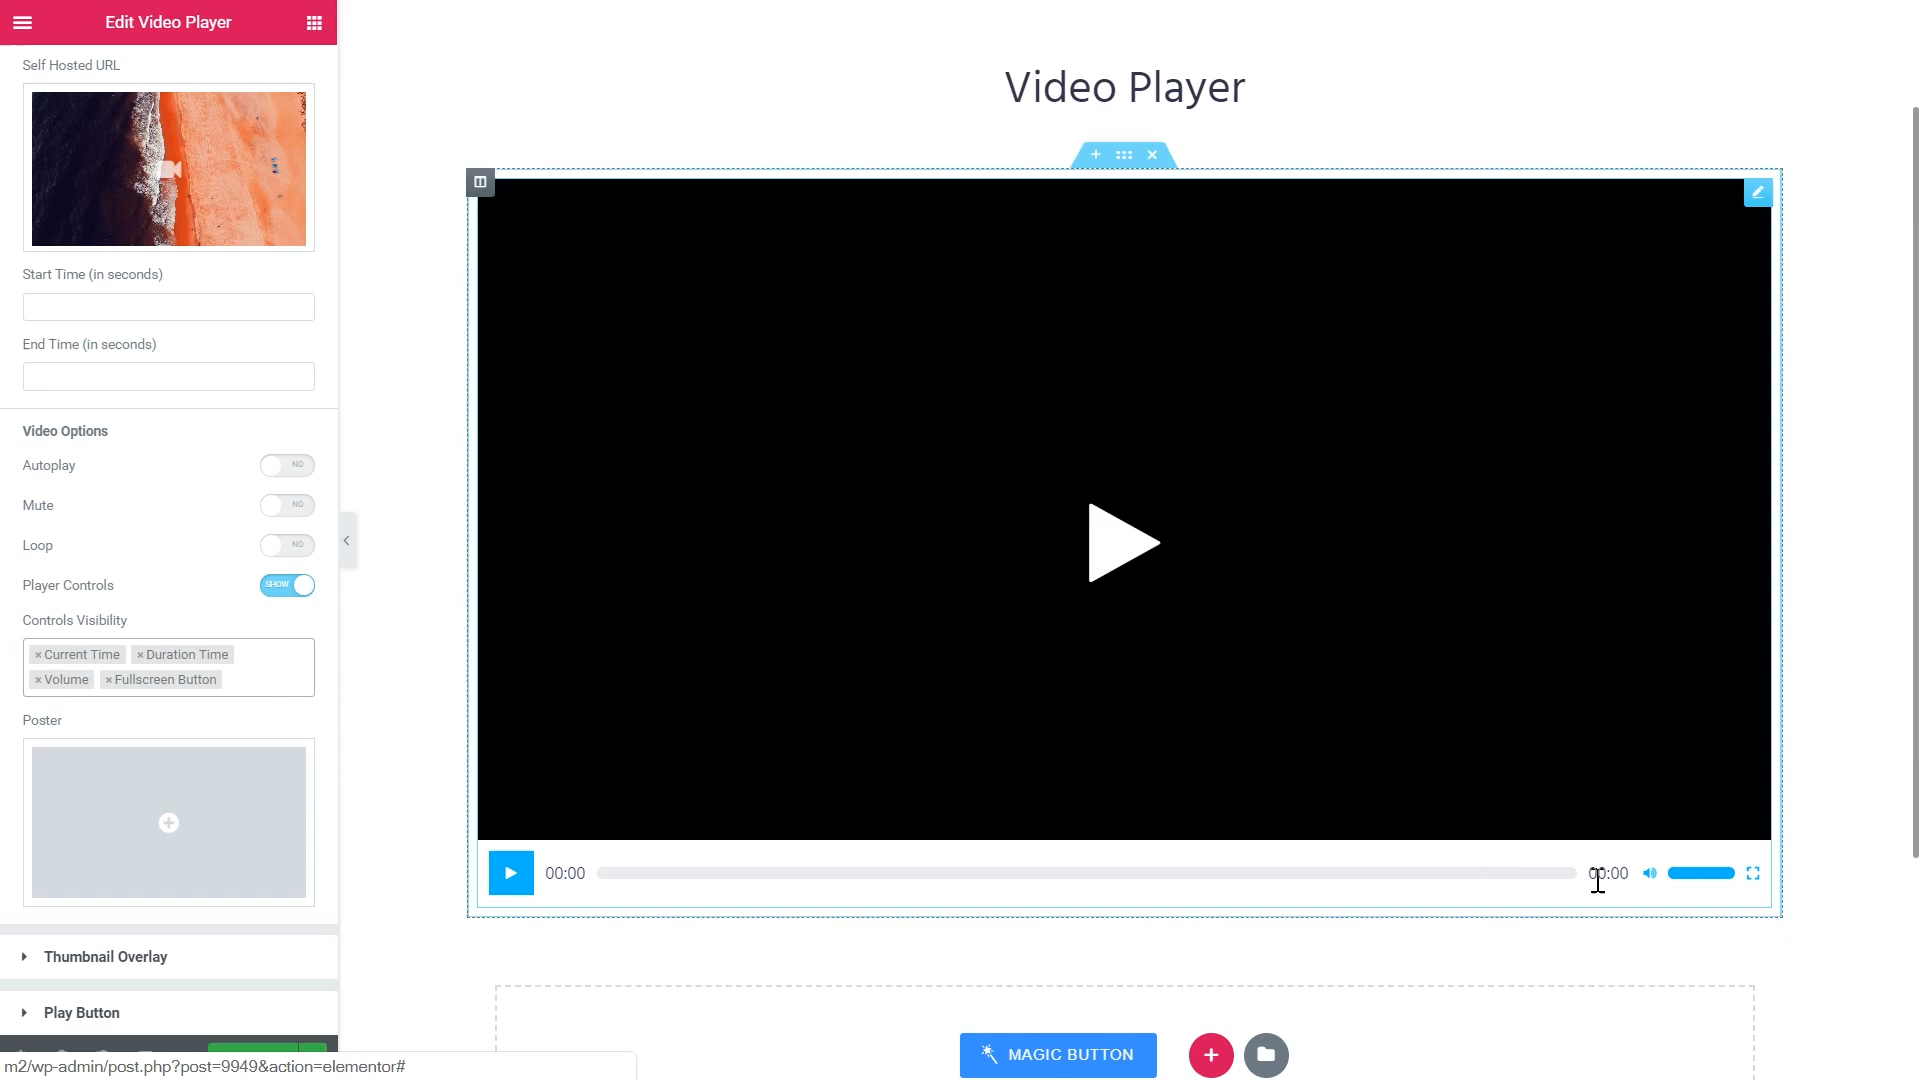 Edit Video Player
Self Hosted URL
Start Time (in seconds)
End Time (in seconds)
Video Options
Autoplay NO
Mute NO
Loop NO
Player Controls SHOW
Controls Visibility
×Current Time ×Duration Time
×Volume ×Fullscreen Button
Poster
Thumbnail Overlay
Play Button
m2/wp-admin/post.php?post=9949&action=elementor#
Video Player
00:00 00:00
MAGIC BUTTON